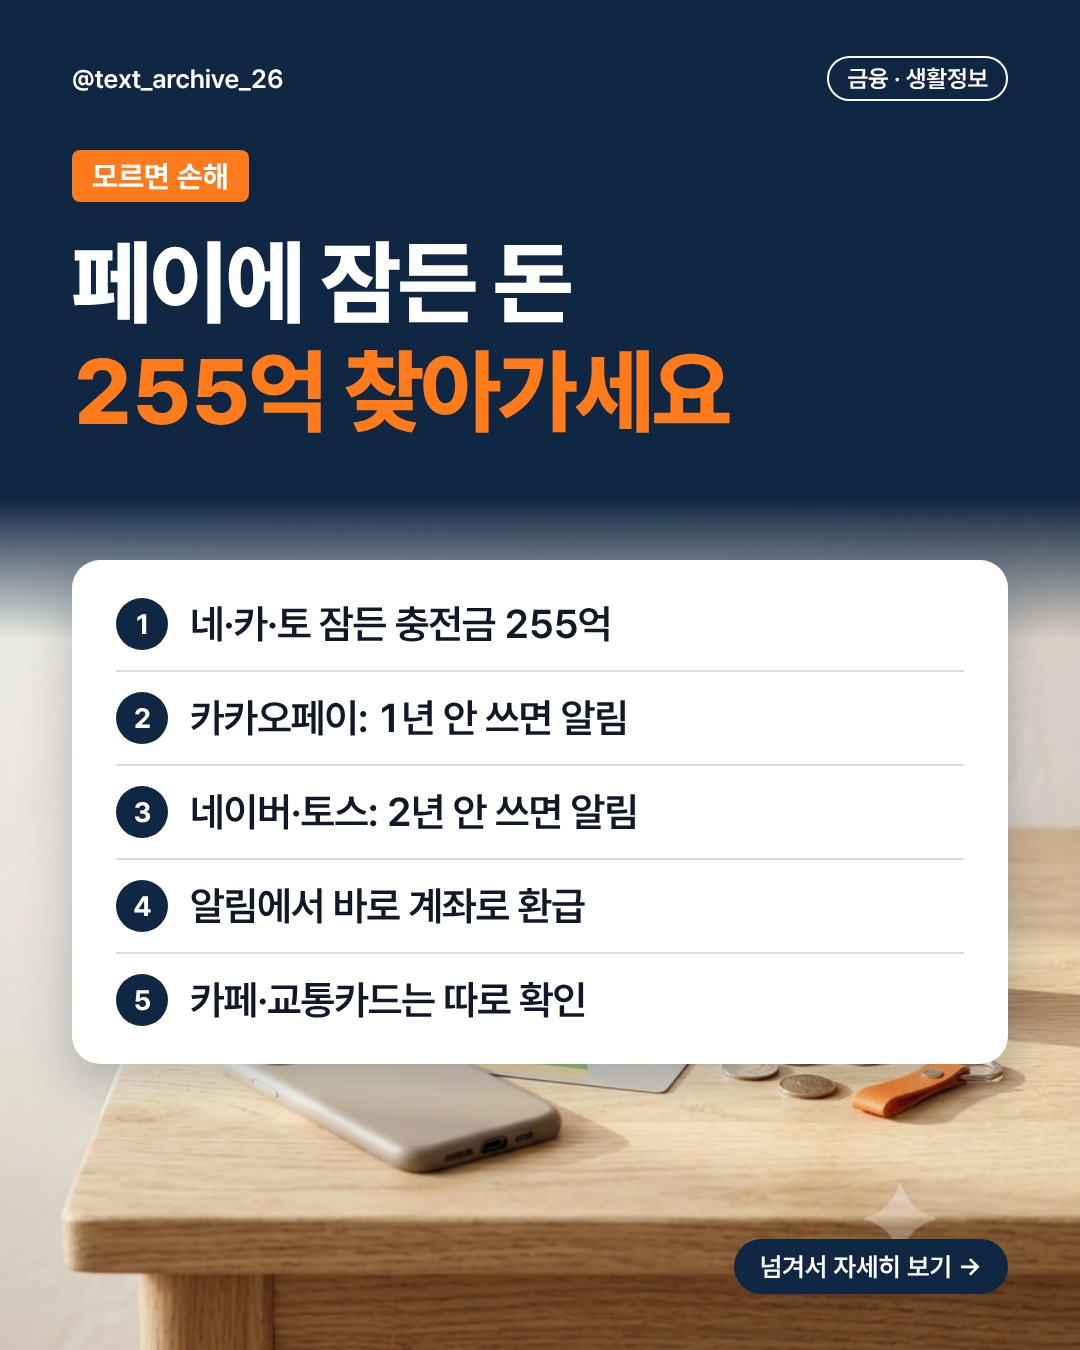 @text_archive_26
금융 · 생활정보
모르면 손해
페이에 잠든 돈
255억 찾아가세요
1 네·카·토 잠든 충전금 255억
2 카카오페이: 1년 안 쓰면 알림
3 네이버·토스: 2년 안 쓰면 알림
4 알림에서 바로 계좌로 환급
5 카페·교통카드는 따로 확인
넘겨서 자세히 보기 →